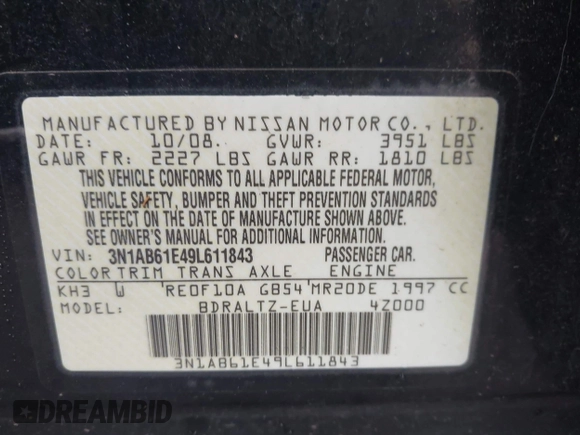 MANUFACTURED BY NISSAN MOTOR CO., LTD.
DATE: 10/08. GVWR: 3951 LBS
GAWR FR: 2227 LBS GAWR RR: 1810 LBS
THIS VEHICLE CONFORMS TO ALL APPLICABLE FEDERAL MOTOR,
VEHICLE SAFETY, BUMPER AND THEFT PREVENTION STANDARDS
IN EFFECT ON THE DATE OF MANUFACTURE SHOWN ABOVE.
SEE OWNER'S MANUAL FOR ADDITIONAL INFORMATION.
VIN: 3N1AB61E49L611843 PASSENGER CAR.
COLOR TRIM TRANS AXLE ENGINE
KH3 W RE0F10A GB54 MR20DE 1997 CC
MODEL: BDRALTZ-EUA 4Z000
3N1AB61E49L611843
DREAMBID